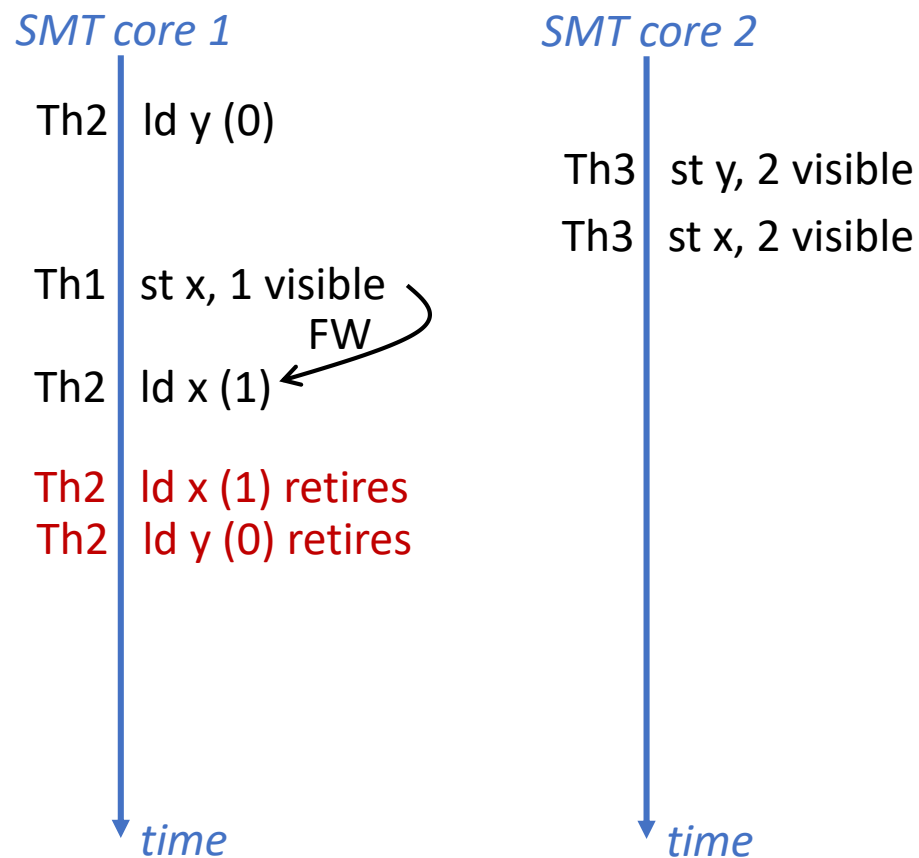 SMT core 1
Th2 ld y (0)
Th1 st x, 1 visible
FW
Th2 ld x (1)
Th2 ld x (1) retires
Th2 ld y (0) retires
time
SMT core 2
Th3 st y, 2 visible
Th3 st x, 2 visible
time